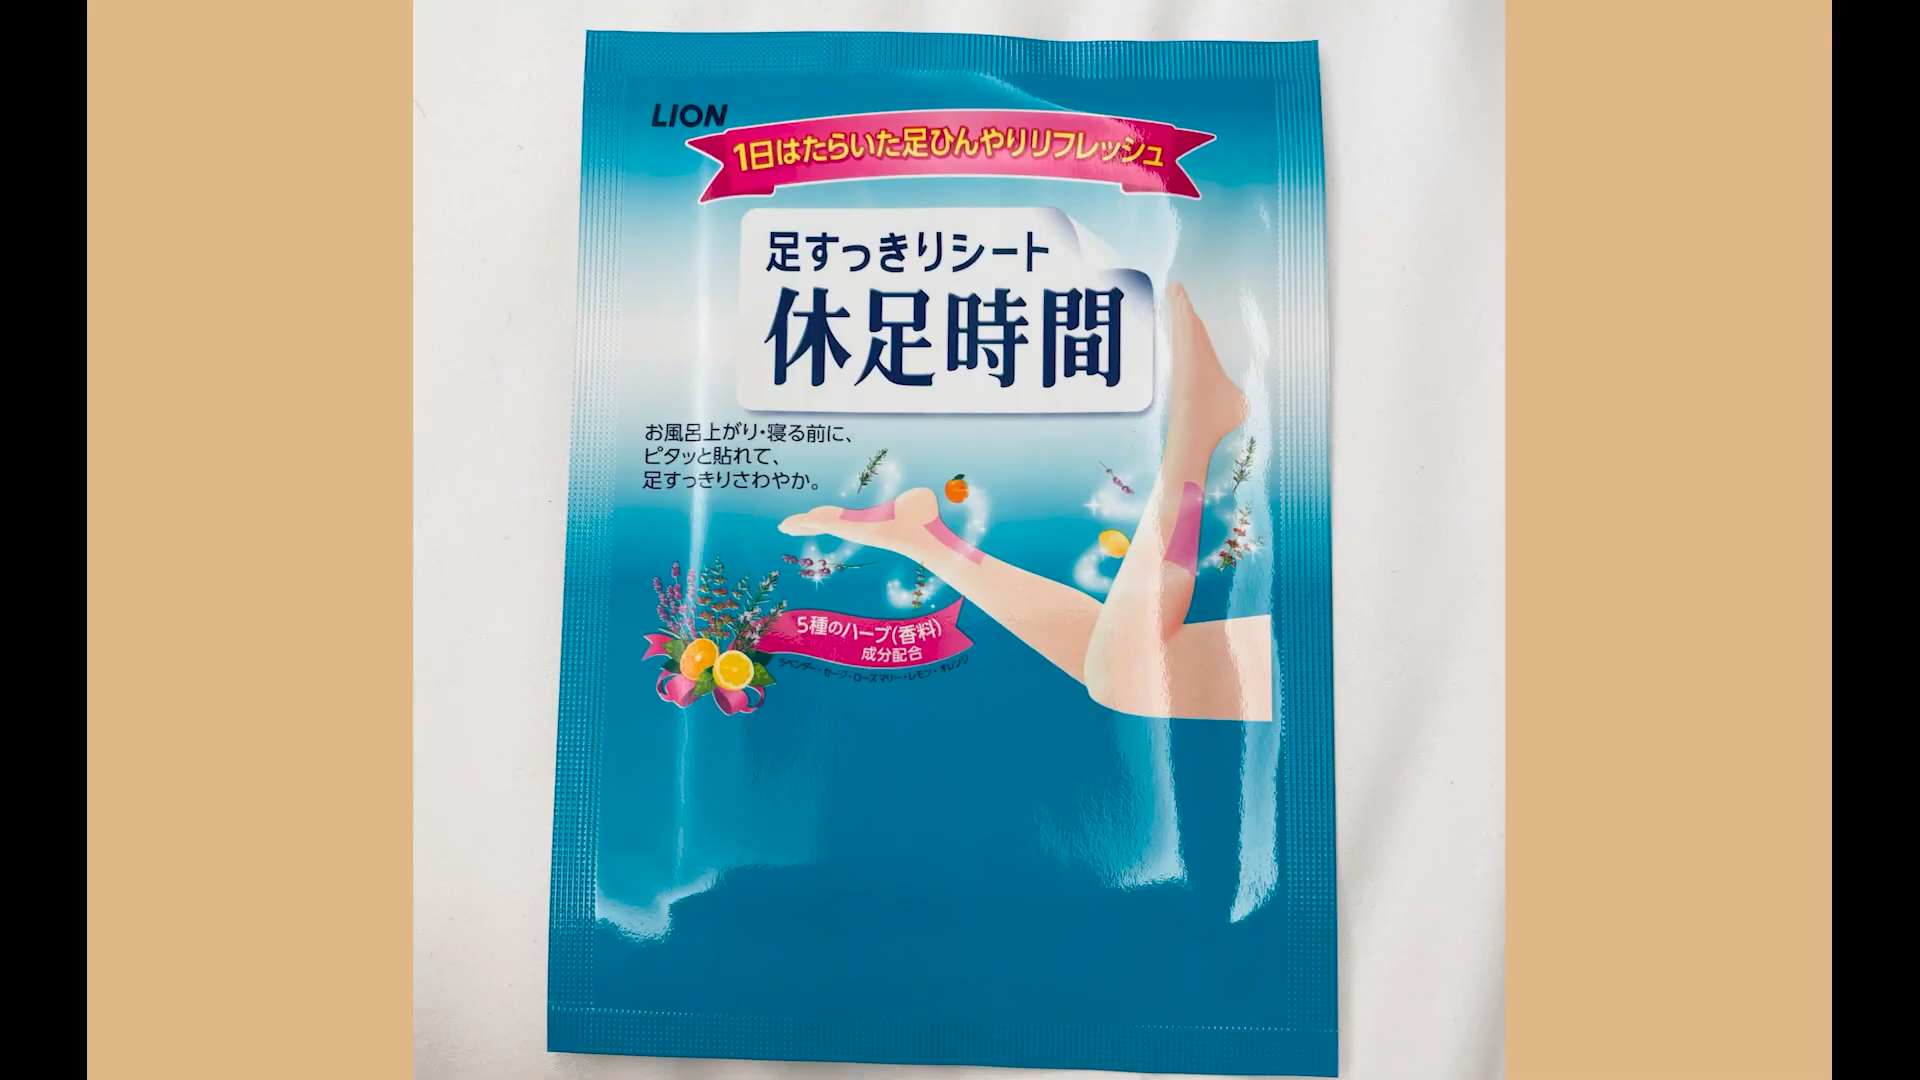 LION
1日はたらいた足ひんやりリフレッシュ
足すっきりシート
休足時間
お風呂上がり・寝る前に、
ピタッと貼れて、
足すっきりさわやか。
5種のハーブ(香料)
成分配合
ラベンダー・セージ・ローズマリー・レモン・オレンジ